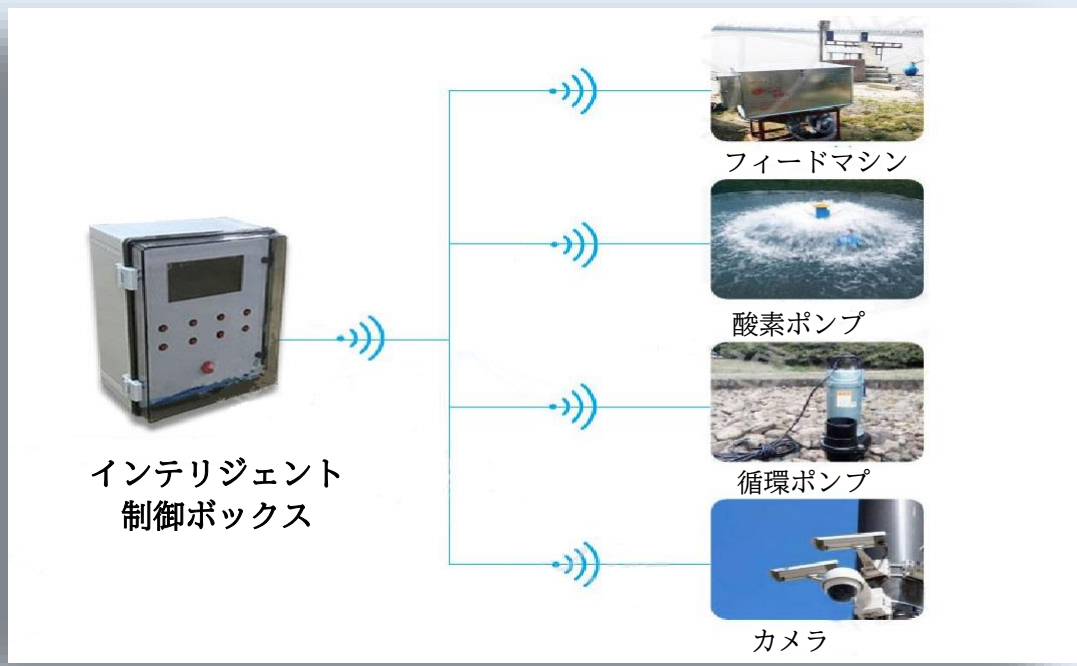 フィードマシン
酸素ポンプ
インテリジェント
制御ボックス
循環ポンプ
カメラ